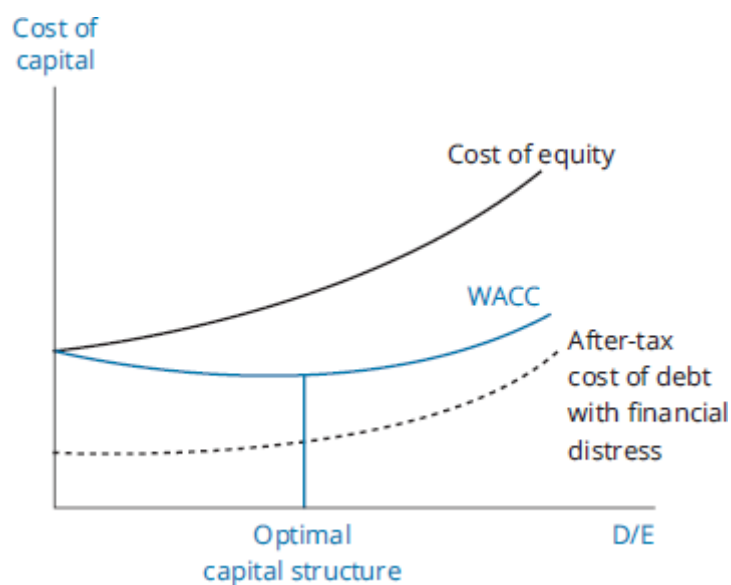 Cost of
capital
Cost of equity
WACC
After-tax
cost of debt
with financial
distress
Optimal
capital structure
D/E